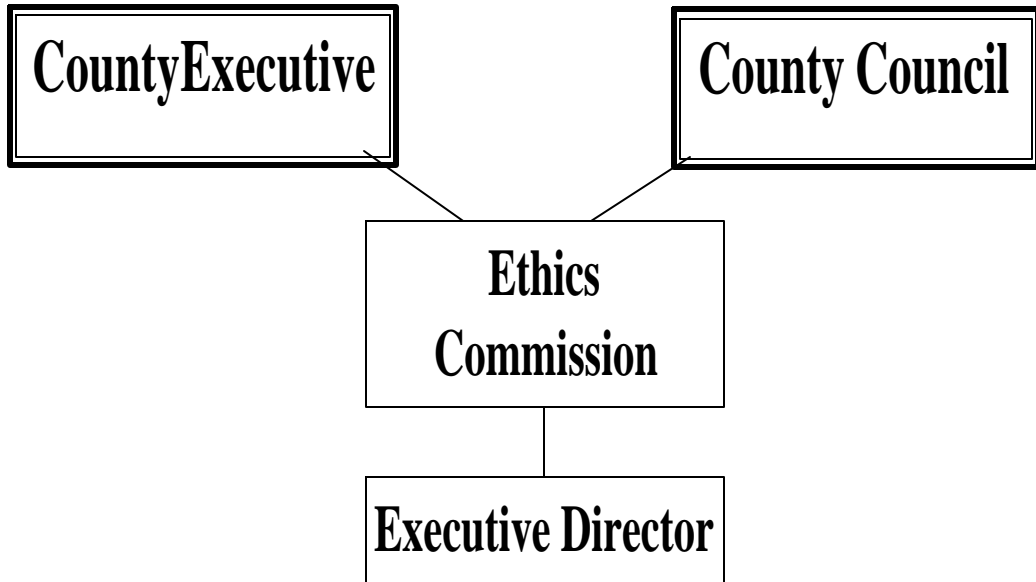 CountyExecutive
County Council
Ethics
Commission
Executive Director